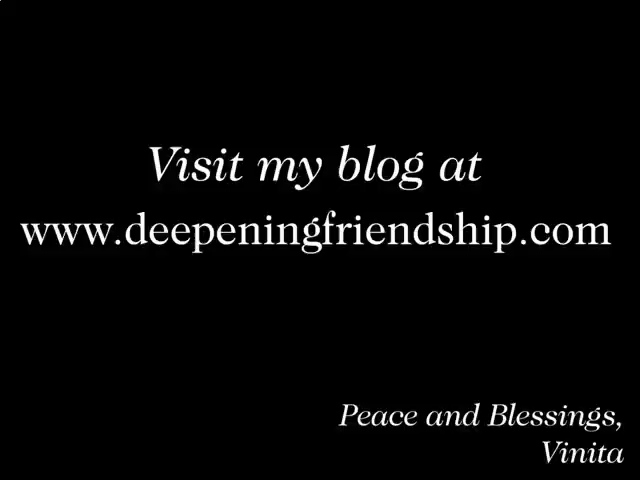 Visit my blog at
www.deepeningfriendship.com
Peace and Blessings,
Vinita